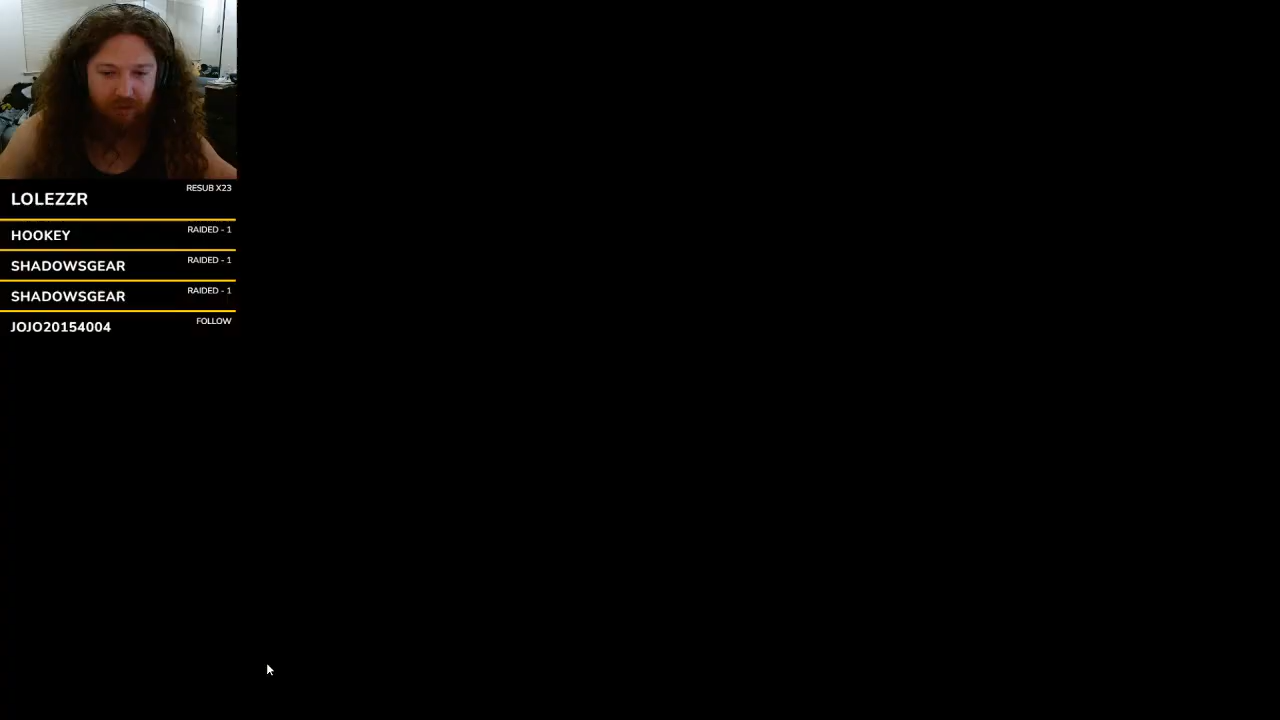 LOLEZZR RESUB X23
HOOKEY RAIDED - 1
SHADOWSGEAR RAIDED - 1
SHADOWSGEAR RAIDED - 1
JOJO20154004 FOLLOW